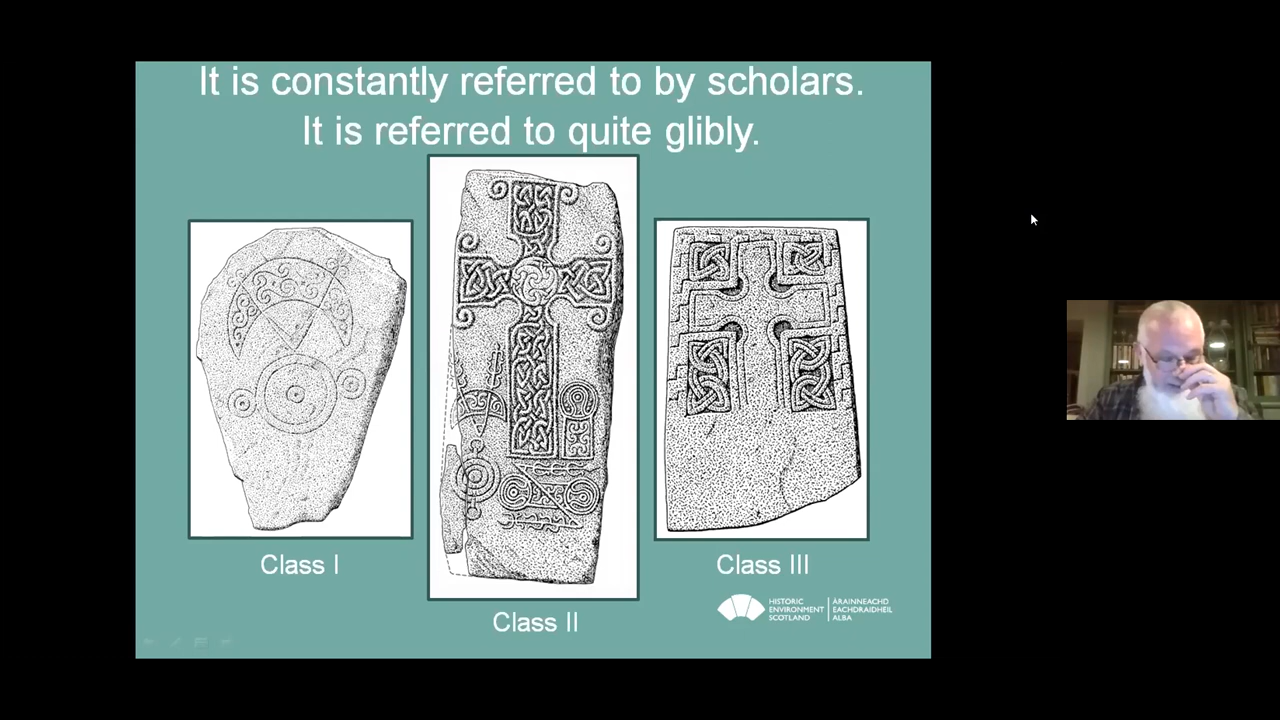 It is constantly referred to by scholars.
It is referred to quite glibly.
Class I
Class II
Class III
HISTORIC
ENVIRONMENT
SCOTLAND
ÀRAINNEACHD
EACHDRAIDHEIL
ALBA